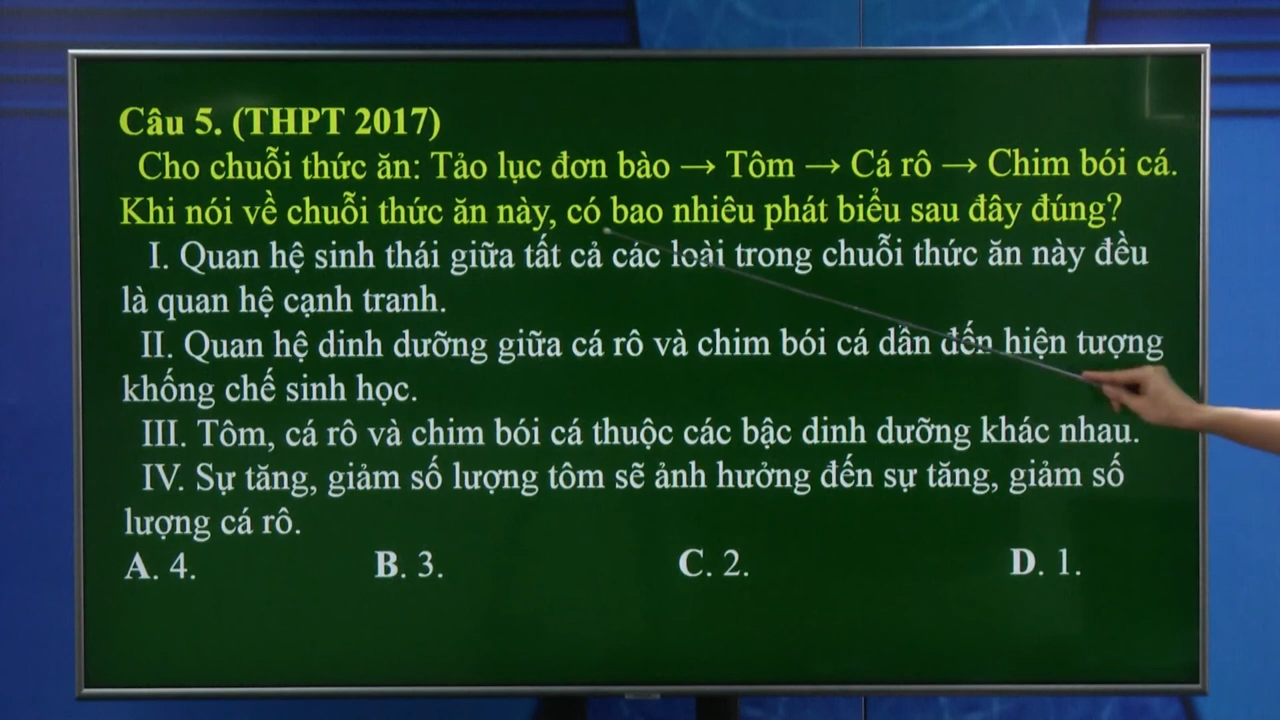 Câu 5. (THPT 2017)
Cho chuỗi thức ăn: Tảo lục đơn bào → Tôm → Cá rô → Chim bói cá.
Khi nói về chuỗi thức ăn này, có bao nhiêu phát biểu sau đây đúng?
I. Quan hệ sinh thái giữa tất cả các loài trong chuỗi thức ăn này đều
là quan hệ cạnh tranh.
II. Quan hệ dinh dưỡng giữa cá rô và chim bói cá dẫn đến hiện tượng
khống chế sinh học.
III. Tôm, cá rô và chim bói cá thuộc các bậc dinh dưỡng khác nhau.
IV. Sự tăng, giảm số lượng tôm sẽ ảnh hưởng đến sự tăng, giảm số
lượng cá rô.
A. 4. B. 3. C. 2. D. 1.